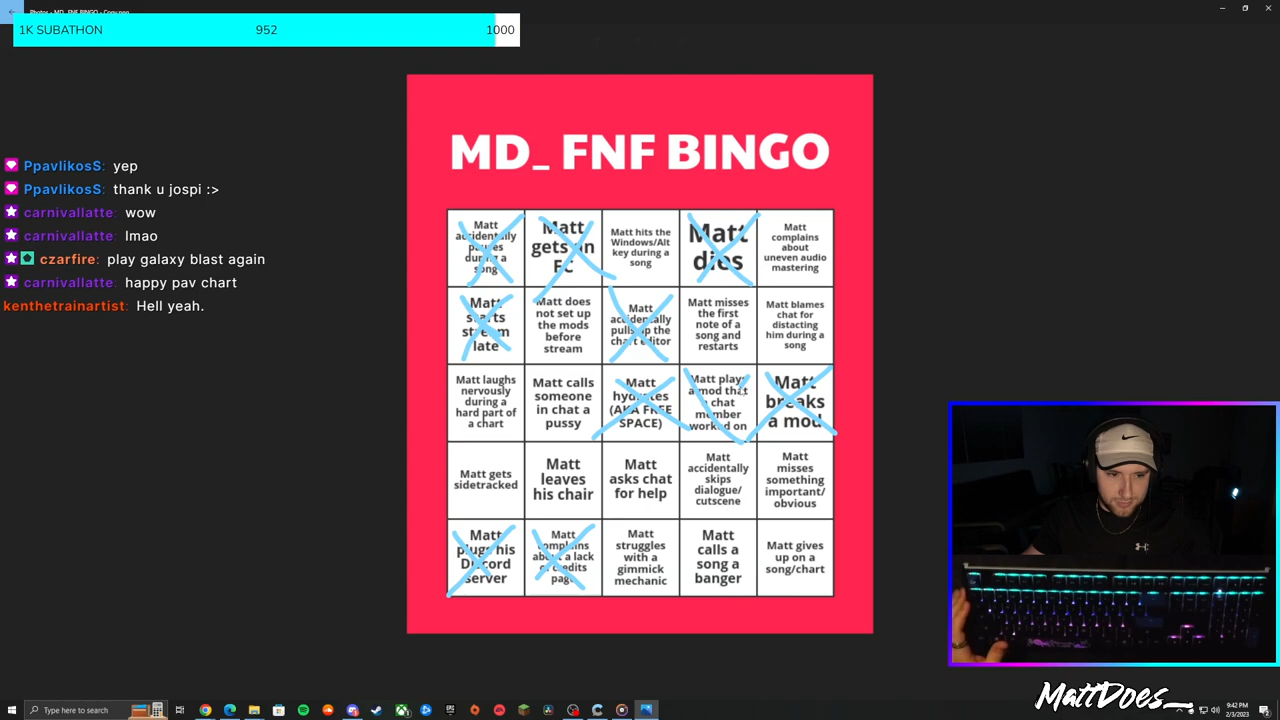 Photos - MD_ FNF BINGO - Copy.png
1K SUBATHON 952 1000
PpavlikosS: yep
PpavlikosS: thank u jospi :>
carnivallatte: wow
carnivallatte: lmao
czarfire: play galaxy blast again
carnivallatte: happy pav chart
kenthetrainartist: Hell yeah.
MD_ FNF BINGO
Matt
accidentally
pauses
during a
song
Matt
gets an
FC
Matt hits the
Windows/Alt
key during a
song
Matt
dies
Matt
complains
about
uneven audio
mastering
Matt
starts
stream
late
Matt does
not set up
the mods
before
stream
Matt
accidentally
pulls up the
chart editor
Matt misses
the first
note of a
song and
restarts
Matt blames
chat for
distacting
him during a
song
Matt laughs
nervously
during a
hard part of
a chart
Matt calls
someone
in chat a
pussy
Matt
hydrates
(AKA FREE
SPACE)
Matt plays
a mod that
a chat
member
worked on
Matt
breaks
a mod
Matt gets
sidetracked
Matt
leaves
his chair
Matt
asks chat
for help
Matt
accidentally
skips
dialogue/
cutscene
Matt
misses
something
important/
obvious
Matt
plugs his
Discord
server
Matt
complains
about a lack
of credits
page
Matt
struggles
with a
gimmick
mechanic
Matt
calls a
song a
banger
Matt gives
up on a
song/chart
MattDoes_
Type here to search
9:42 PM
2/3/2023